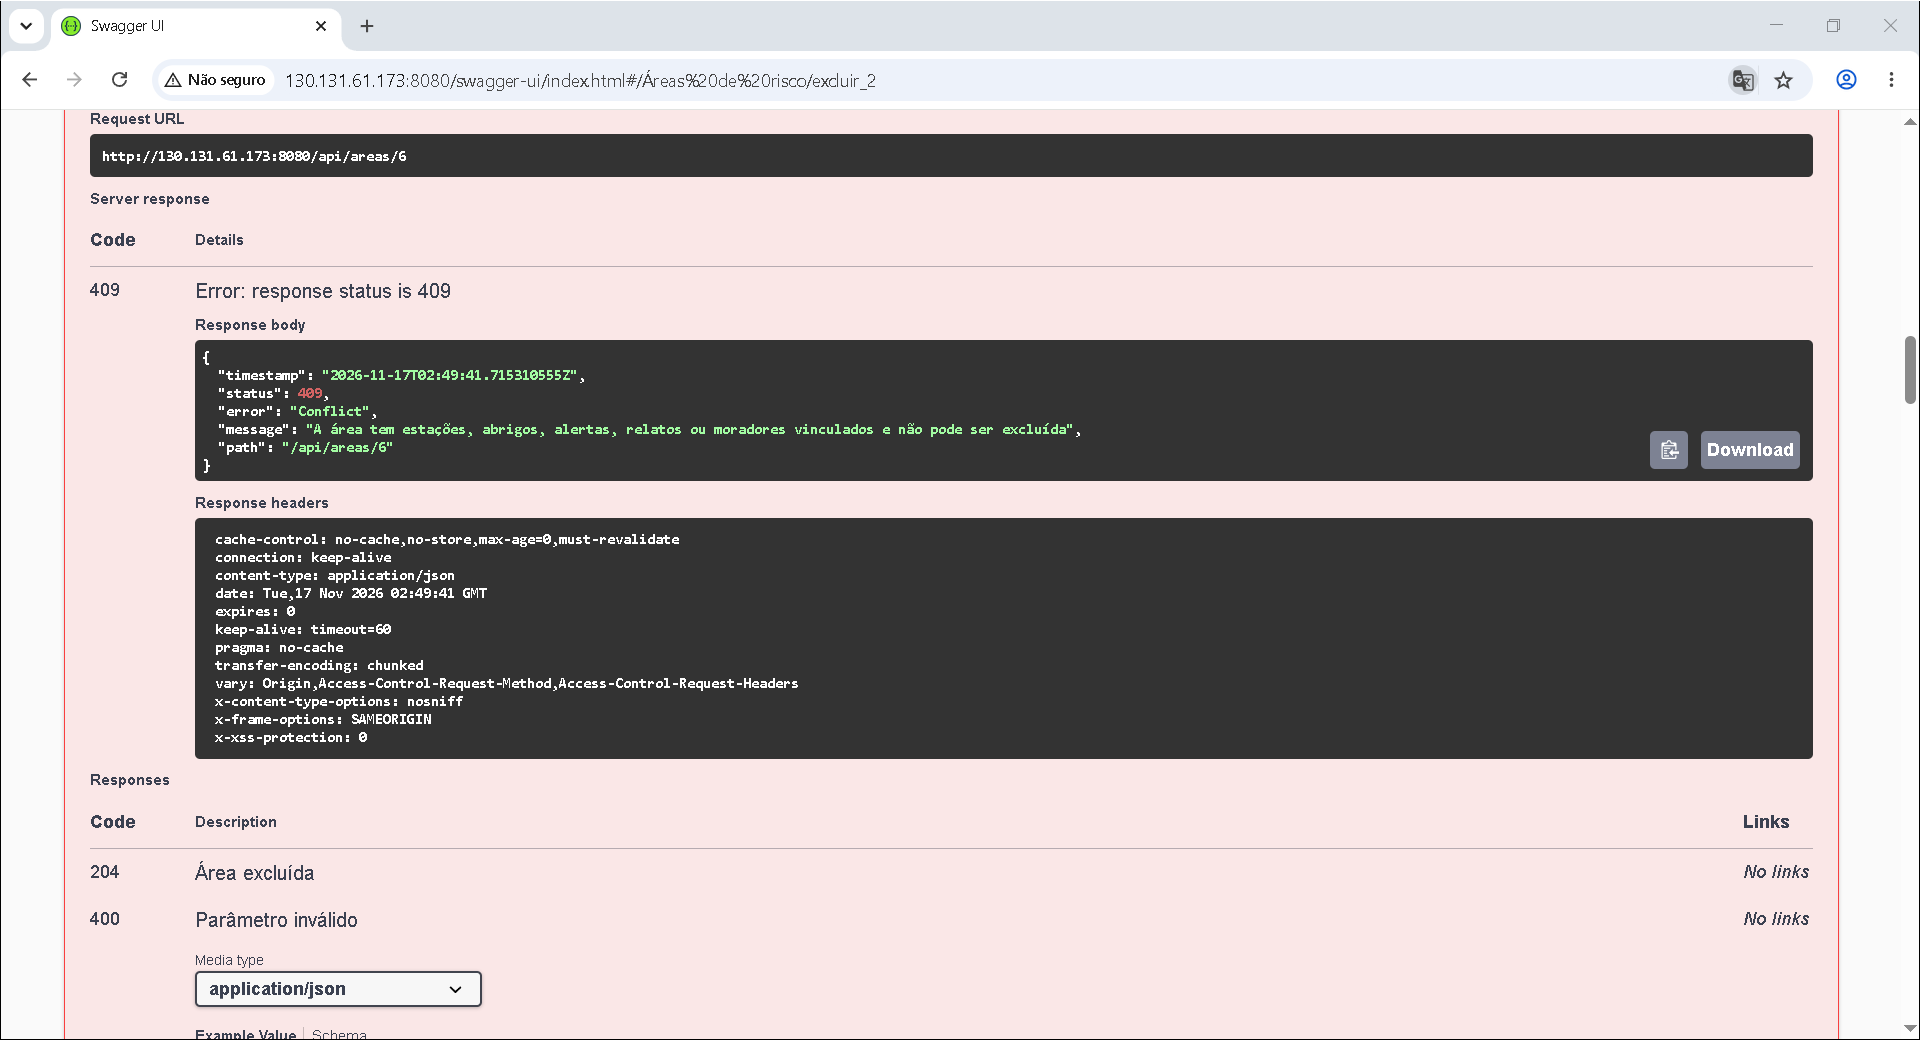 Swagger UI
Não seguro
130.131.61.173:8080/swagger-ui/index.html#/Áreas%20de%20risco/excluir_2
Request URL
http://130.131.61.173:8080/api/areas/6
Server response
Code Details
409 Error: response status is 409
Response body
{
"timestamp": "2026-11-17T02:49:41.715310555Z",
"status": 409,
"error": "Conflict",
"message": "A área tem estações, abrigos, alertas, relatos ou moradores vinculados e não pode ser excluída",
"path": "/api/areas/6"
}
Download
Response headers
cache-control: no-cache,no-store,max-age=0,must-revalidate
connection: keep-alive
content-type: application/json
date: Tue,17 Nov 2026 02:49:41 GMT
expires: 0
keep-alive: timeout=60
pragma: no-cache
transfer-encoding: chunked
vary: Origin,Access-Control-Request-Method,Access-Control-Request-Headers
x-content-type-options: nosniff
x-frame-options: SAMEORIGIN
x-xss-protection: 0
Responses
Code Description Links
204 Área excluída No links
400 Parâmetro inválido No links
Media type
application/json
Example Value Schema